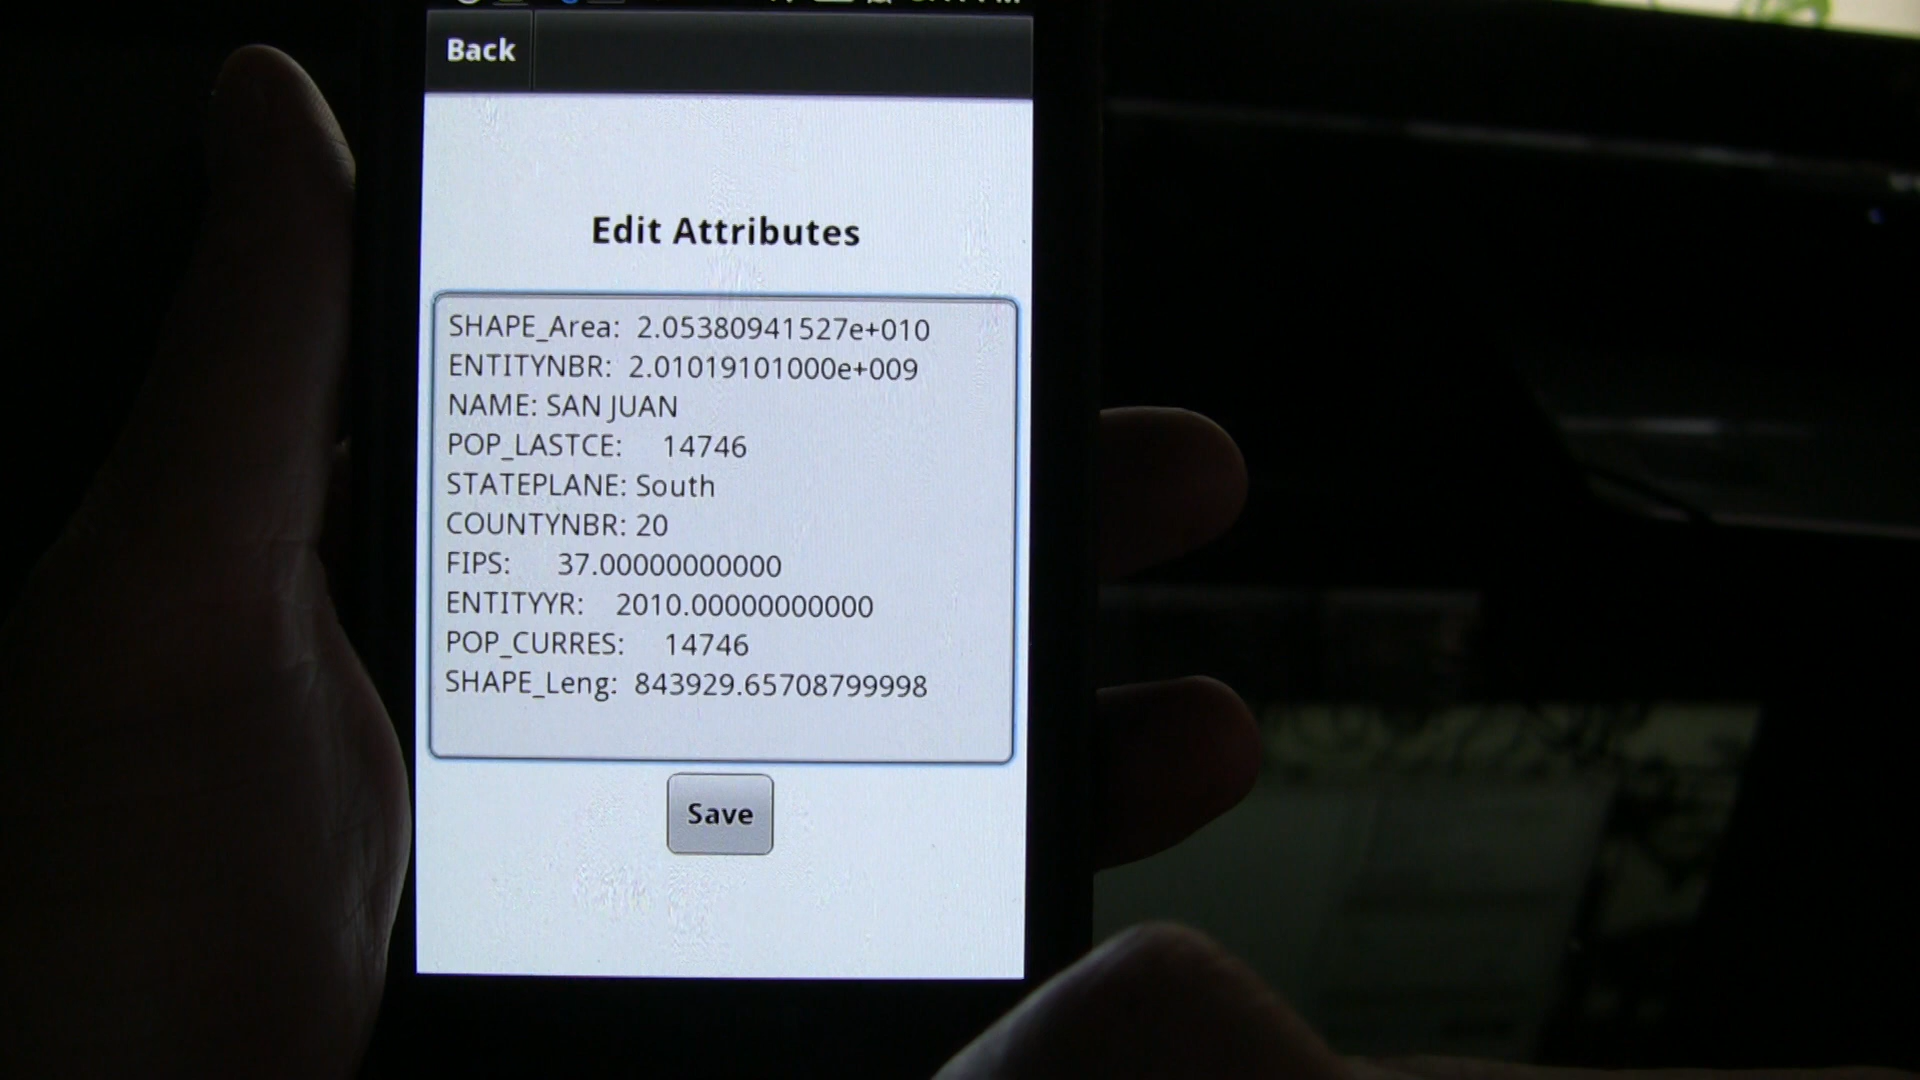 Back
Edit Attributes
SHAPE_Area: 2.05380941527e+010
ENTITYNBR: 2.01019101000e+009
NAME: SAN JUAN
POP_LASTCE: 14746
STATEPLANE: South
COUNTYNBR: 20
FIPS: 37.00000000000
ENTITYYR: 2010.00000000000
POP_CURRES: 14746
SHAPE_Leng: 843929.65708799998
Save